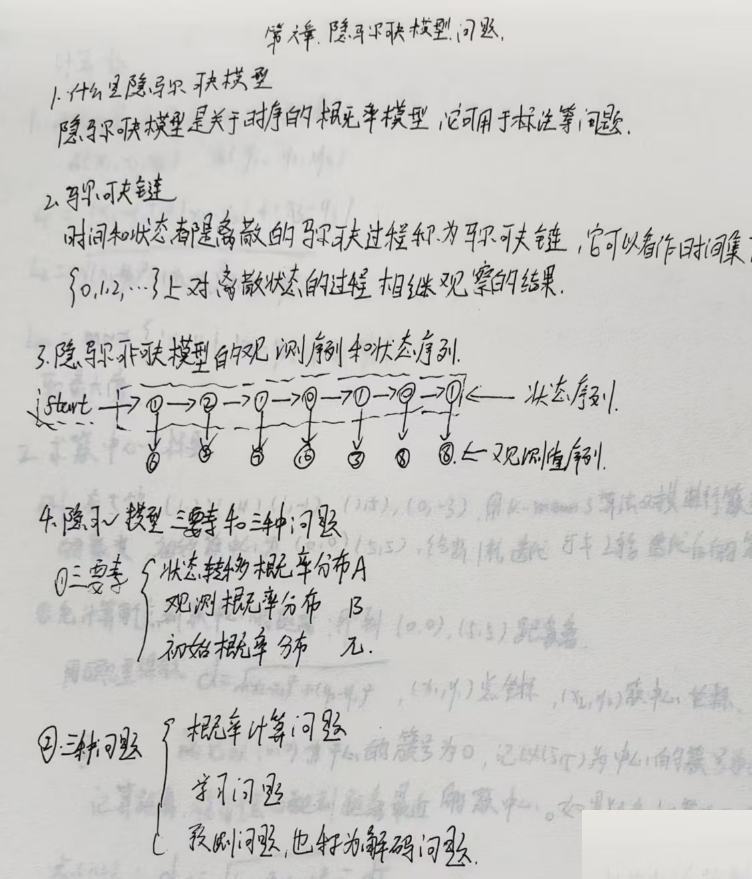 第六章.隐马尔可夫模型问题.
1.什么是隐马尔可夫模型
隐马尔可夫模型是关于时序的概率模型,它可用于标注等问题.
2.马尔可夫链
时间和状态都是离散的马尔可夫过程称为马尔可夫链,它可以看作时间集
{0,1,2,…}上对离散状态的过程相继观察的结果.
3.隐马尔可夫模型的观测序列和状态序列.
start → ① → ② → ① → → ① → → ① ← 状态序列.
⑥ ⑤ ③ ← 观测值序列.
4.隐马模型三要素和三种问题
①三要素 { 状态转移概率分布A
观测概率分布 B
初始概率分布 π.
②三种问题 { 概率计算问题
学习问题
预测问题,也称为解码问题.